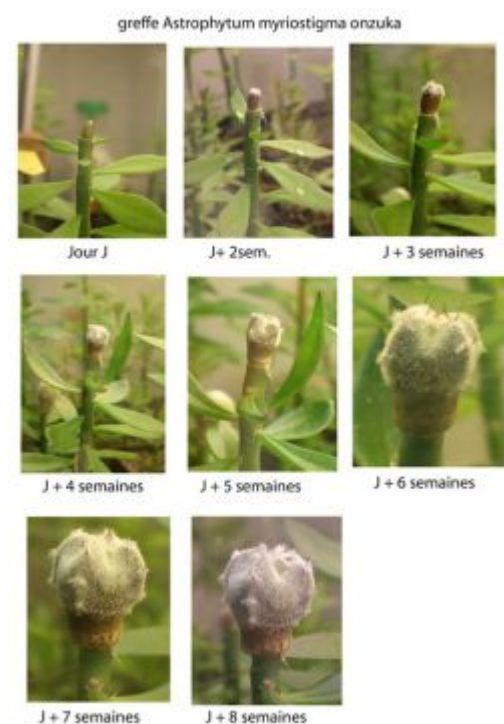 greffe Astrophytum myriostigma onzuka
Jour J
J+ 2sem.
J + 3 semaines
J + 4 semaines
J + 5 semaines
J + 6 semaines
J + 7 semaines
J + 8 semaines